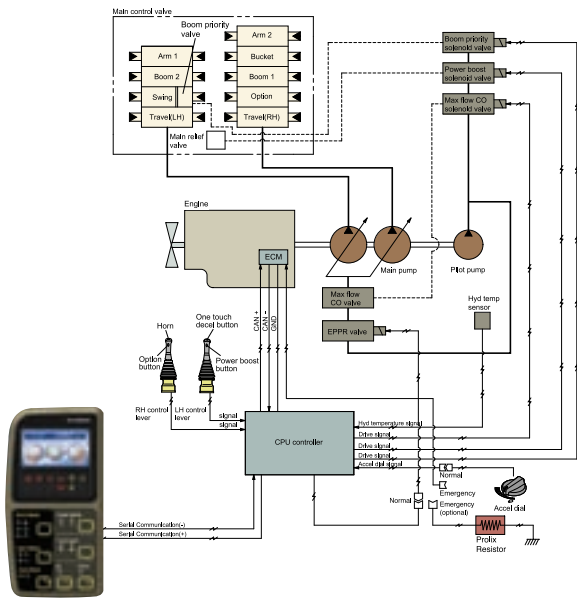 Main control valve
Boom priority
valve
Arm 1
Boom 2
Swing
Travel(LH)
Arm 2
Bucket
Boom 1
Option
Travel(RH)
Main relief
valve
Boom priority
solenoid valve
Power boost
solenoid valve
Max flow CO
solenoid valve
Engine
ECM
Main pump
Pilot pump
Max flow
CO valve
EPPR valve
Hyd temp
sensor
CAN +
CAN -
GND
Horn
Option
button
One touch
decel button
Power boost
button
RH control
lever
LH control
lever
signal
signal
CPU controller
Hyd temperature signal
Drive signal
Drive signal
Drive signal
Accel dial signal
Normal
Emergency
Accel dial
Normal
Emergency
(optional)
Prolix
Resistor
Serial Communication(-)
Serial Communication(+)